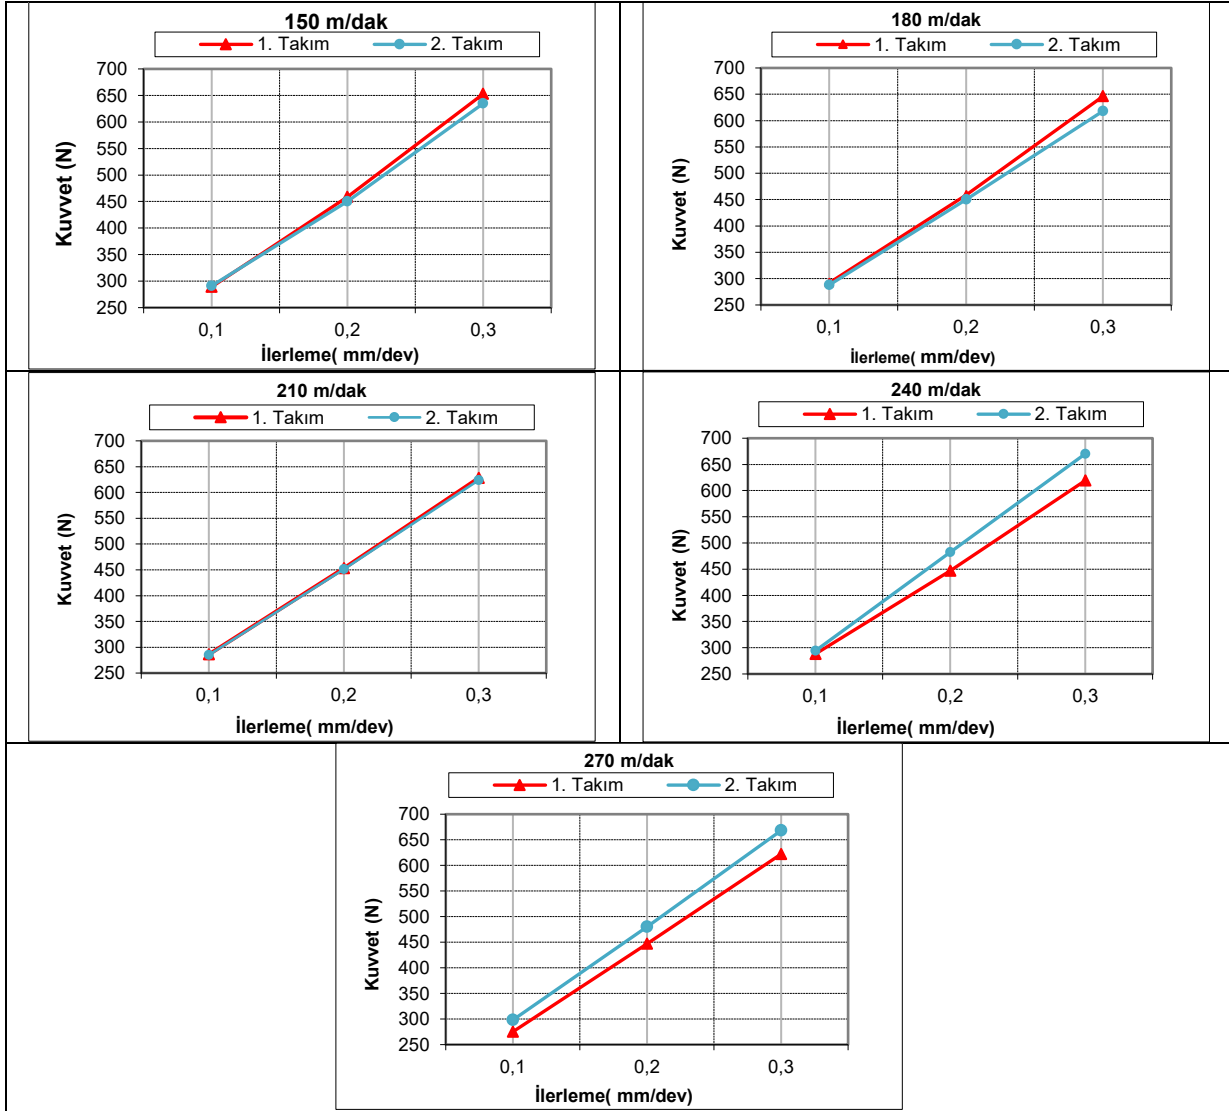 150 m/dak
1. Takım 2. Takım
700
650
600
550
500
450
400
350
300
250
Kuvvet (N)
0,1 0,2 0,3
İlerleme( mm/dev)
180 m/dak
1. Takım 2. Takım
700
650
600
550
500
450
400
350
300
250
Kuvvet (N)
0,1 0,2 0,3
İlerleme( mm/dev)
210 m/dak
1. Takım 2. Takım
700
650
600
550
500
450
400
350
300
250
Kuvvet (N)
0,1 0,2 0,3
İlerleme( mm/dev)
240 m/dak
1. Takım 2. Takım
700
650
600
550
500
450
400
350
300
250
Kuvvet (N)
0,1 0,2 0,3
İlerleme( mm/dev)
270 m/dak
1. Takım 2. Takım
700
650
600
550
500
450
400
350
300
250
Kuvvet (N)
0,1 0,2 0,3
İlerleme( mm/dev)